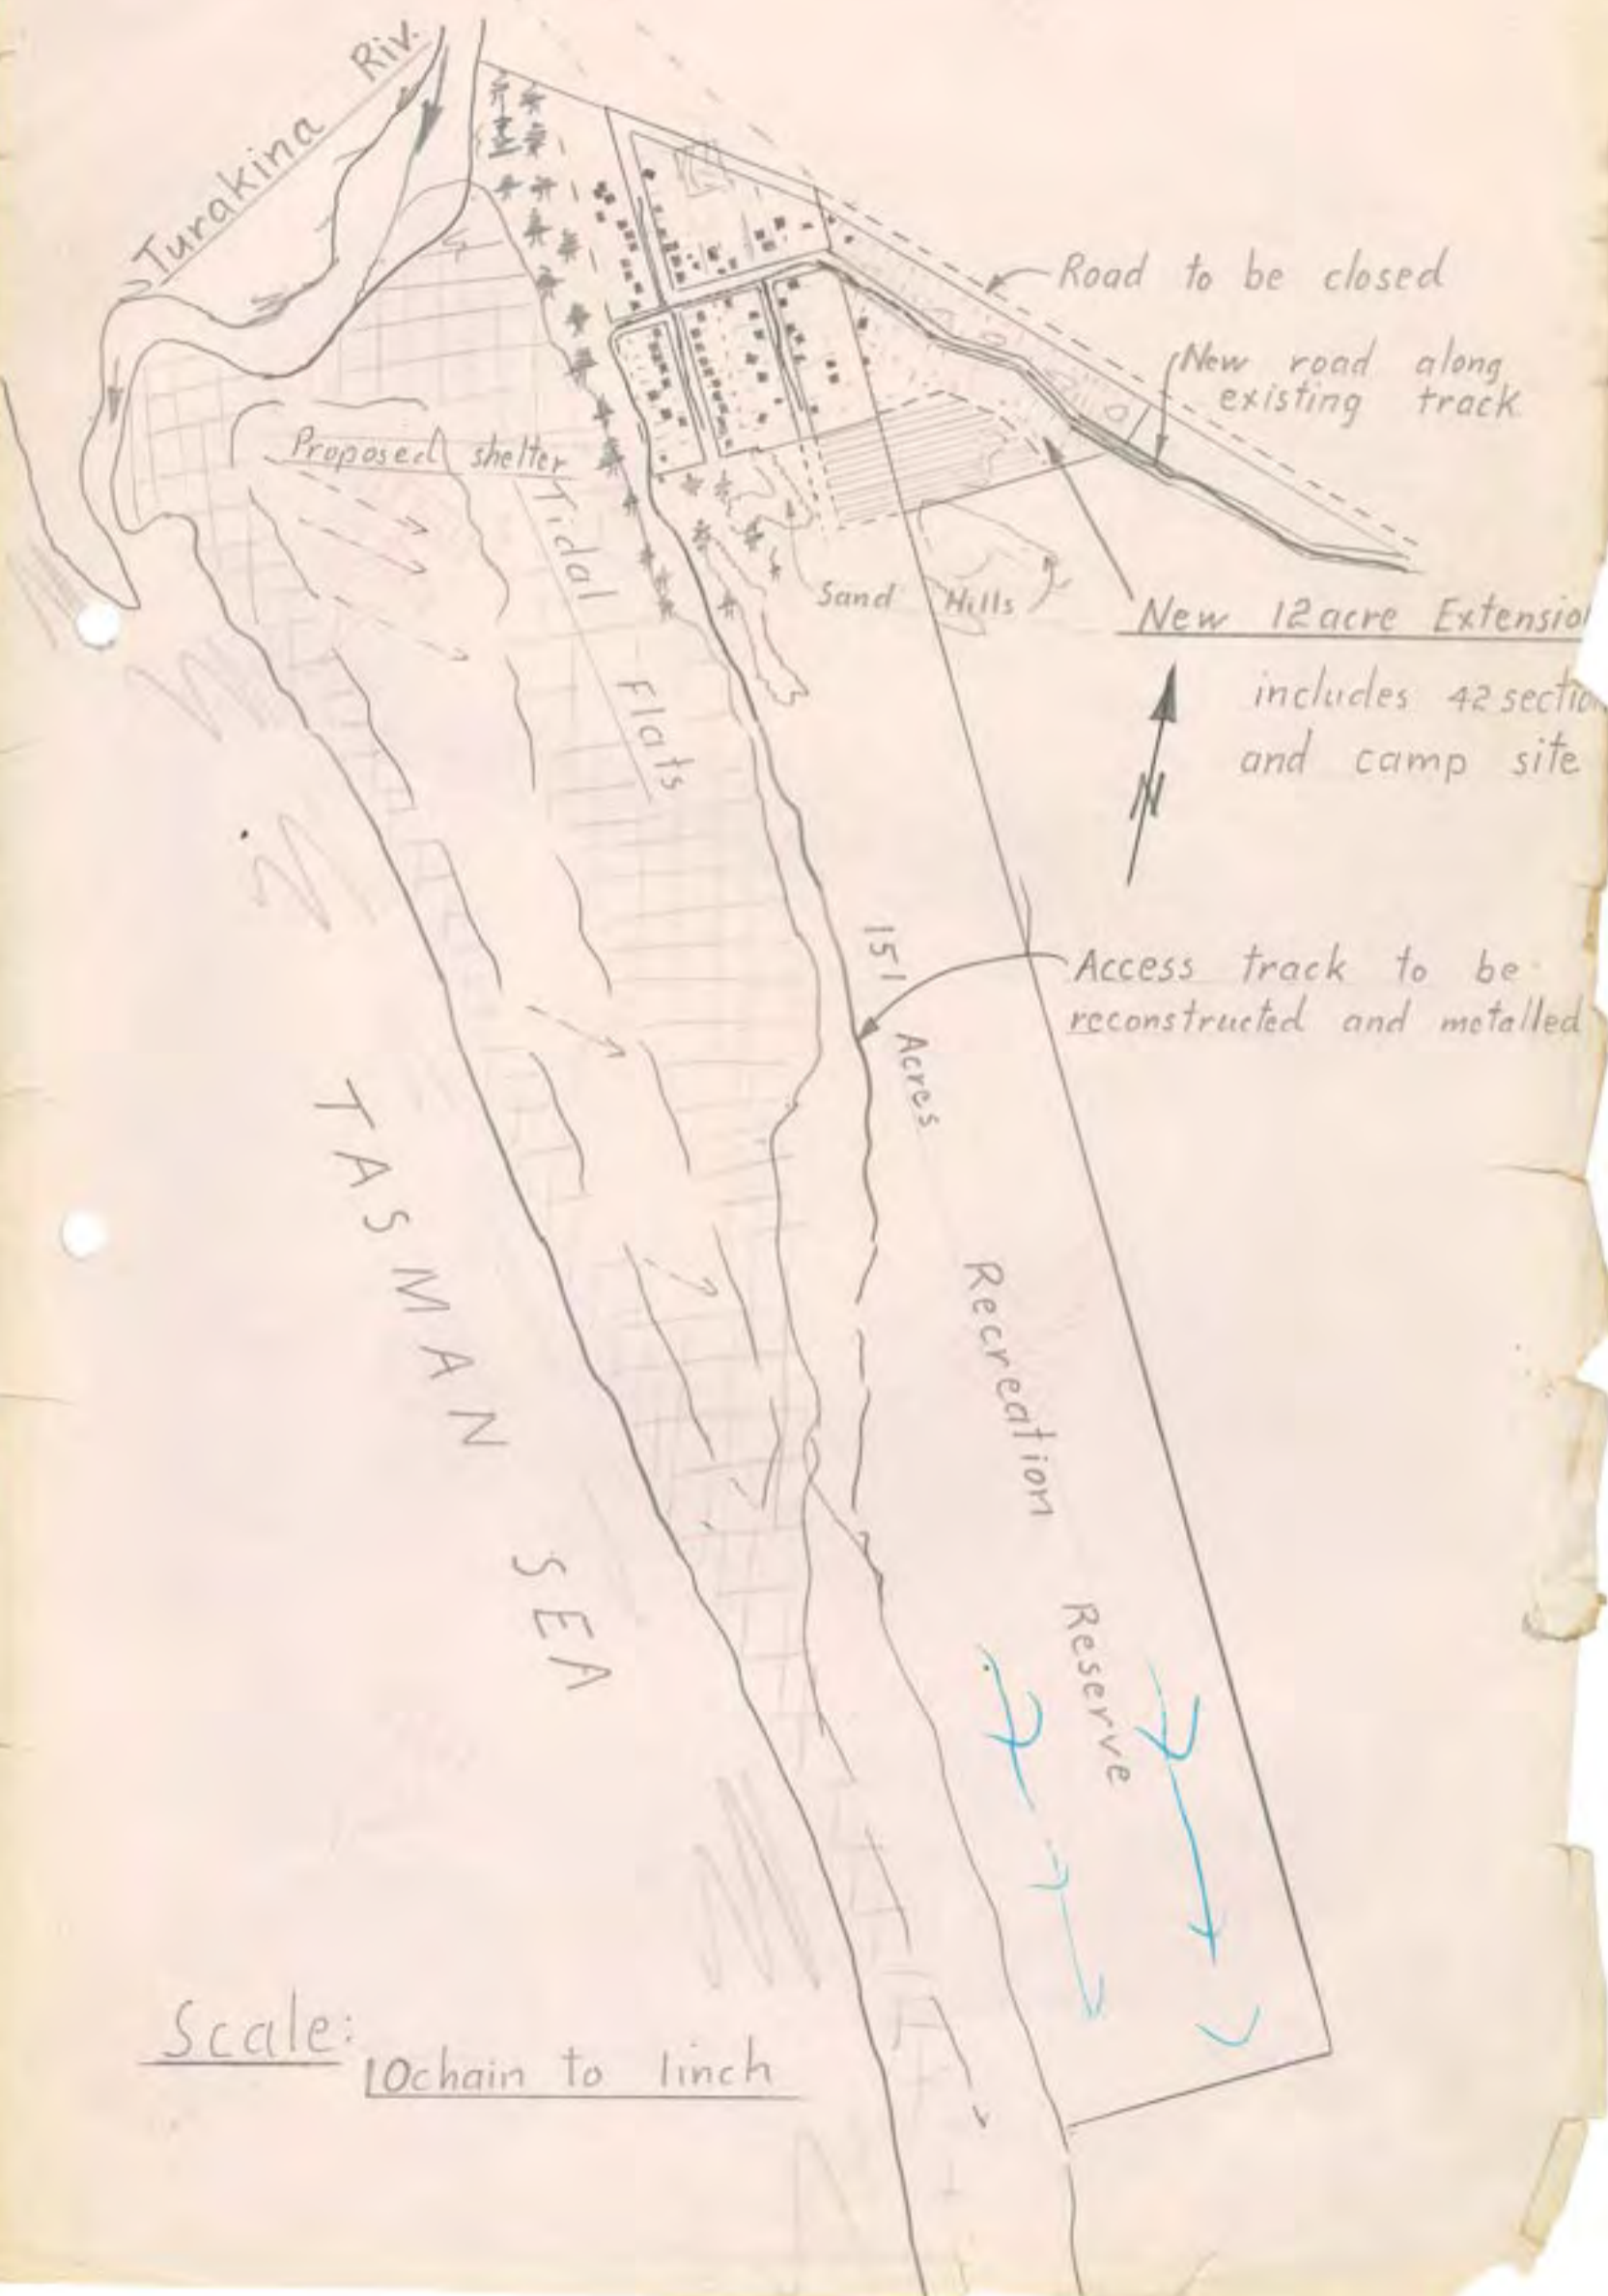 Turakina Riv.
Road to be closed
New road along
existing track
Proposed shelter
Tidal Flats
Sand Hills
New 12 acre Extensio
includes 42 sectio
and camp site
N
151 Acres Recreation Reserve
Access track to be
reconstructed and metalled
TASMAN SEA
Scale:
10chain to 1inch